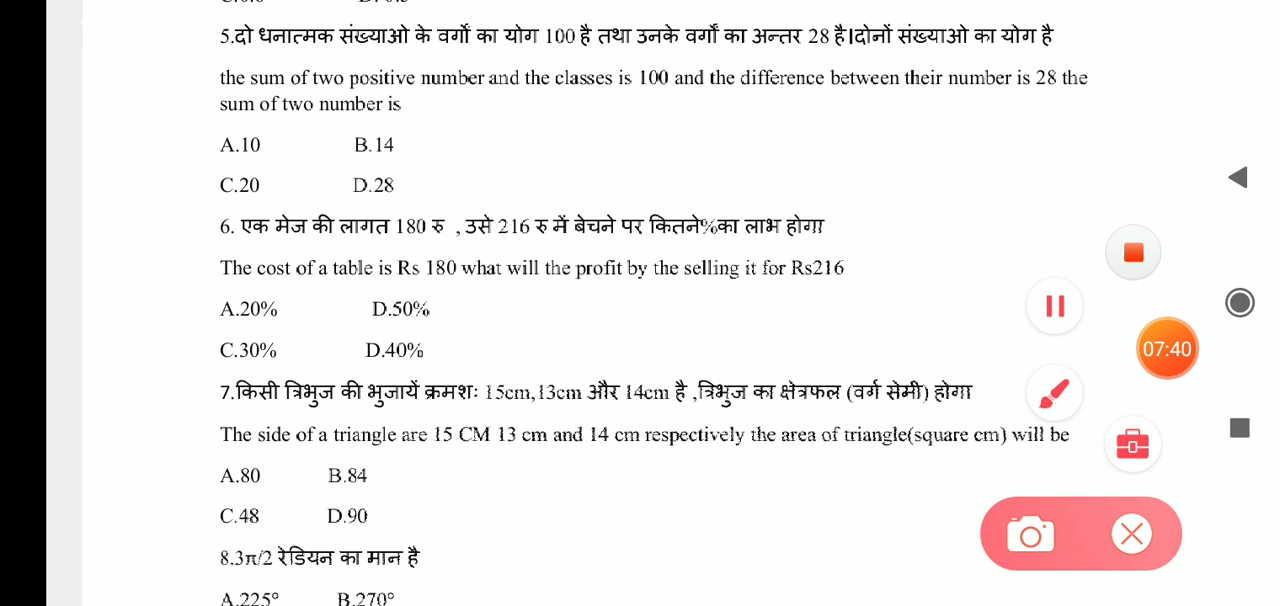 5.दो धनात्मक संख्याओ के वर्गों का योग 100 है तथा उनके वर्गों का अन्तर 28 है।दोनों संख्याओ का योग है
the sum of two positive number and the classes is 100 and the difference between their number is 28 the
sum of two number is
A.10 B.14
C.20 D.28
6. एक मेज की लागत 180 रु , उसे 216 रु में बेचने पर कितने%का लाभ होगा
The cost of a table is Rs 180 what will the profit by the selling it for Rs216
A.20% D.50%
C.30% D.40%
07:40
7.किसी त्रिभुज की भुजायें क्रमशः 15cm,13cm और 14cm है ,त्रिभुज का क्षेत्रफल (वर्ग सेमी) होगा
The side of a triangle are 15 CM 13 cm and 14 cm respectively the area of triangle(square cm) will be
A.80 B.84
C.48 D.90
8.3π/2 रेडियन का मान है
A.225° B.270°